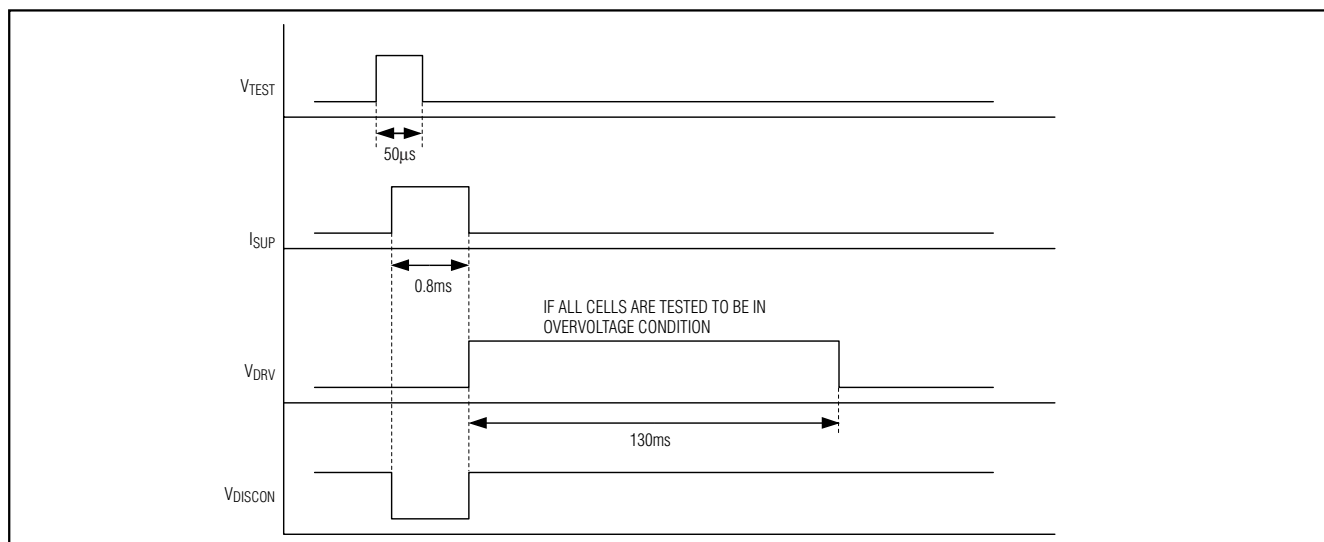 VTEST
50µs
ISUP
0.8ms
IF ALL CELLS ARE TESTED TO BE IN
OVERVOLTAGE CONDITION
VDRV
130ms
VDISCON